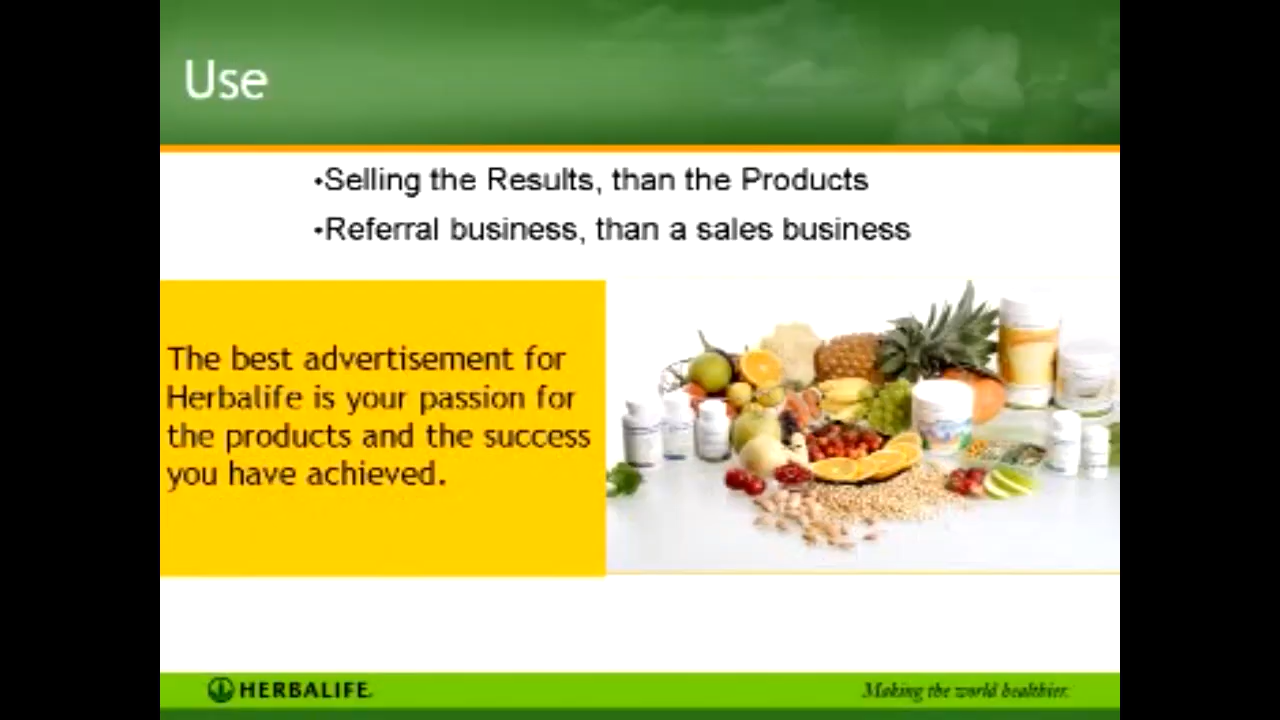 Use
•Selling the Results, than the Products
•Referral business, than a sales business
The best advertisement for
Herbalife is your passion for
the products and the success
you have achieved.
HERBALIFE
Making the world healthier.